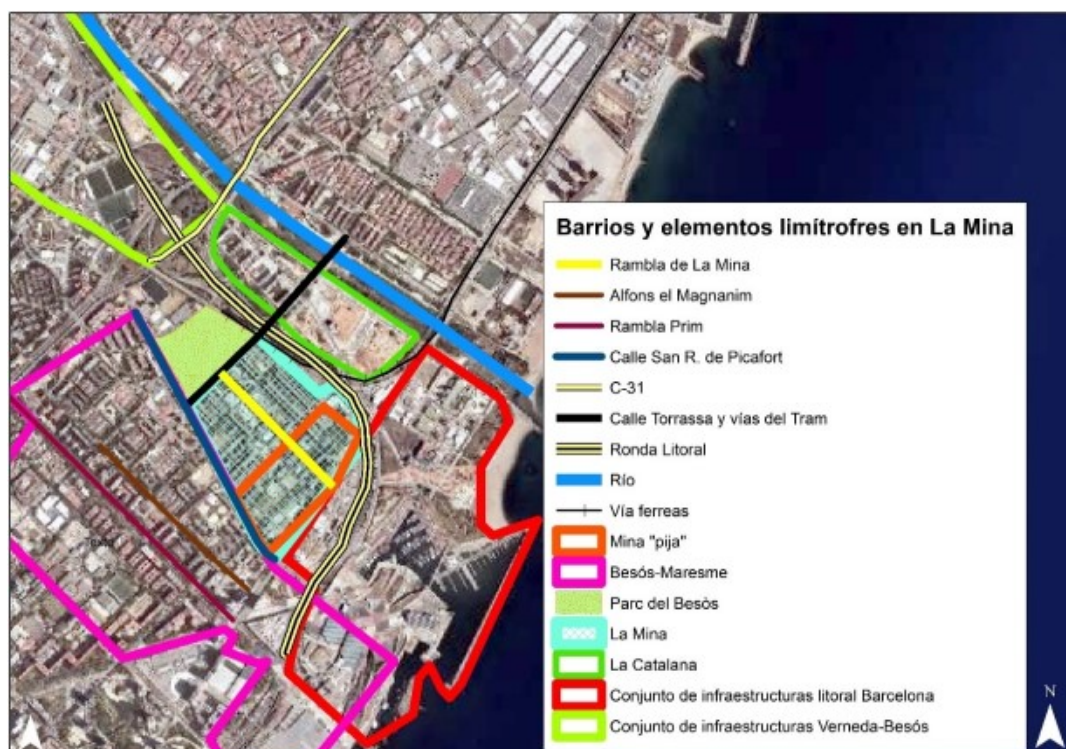 Barrios y elementos limítrofres en La Mina
Rambla de La Mina
Alfons el Magnanim
Rambla Prim
Calle San R. de Picafort
C-31
Calle Torrassa y vías del Tram
Ronda Litoral
Río
Vía ferreas
Mina "pija"
Besós-Maresme
Parc del Besòs
La Mina
La Catalana
Conjunto de infraestructuras litoral Barcelona
Conjunto de infraestructuras Verneda-Besós
N